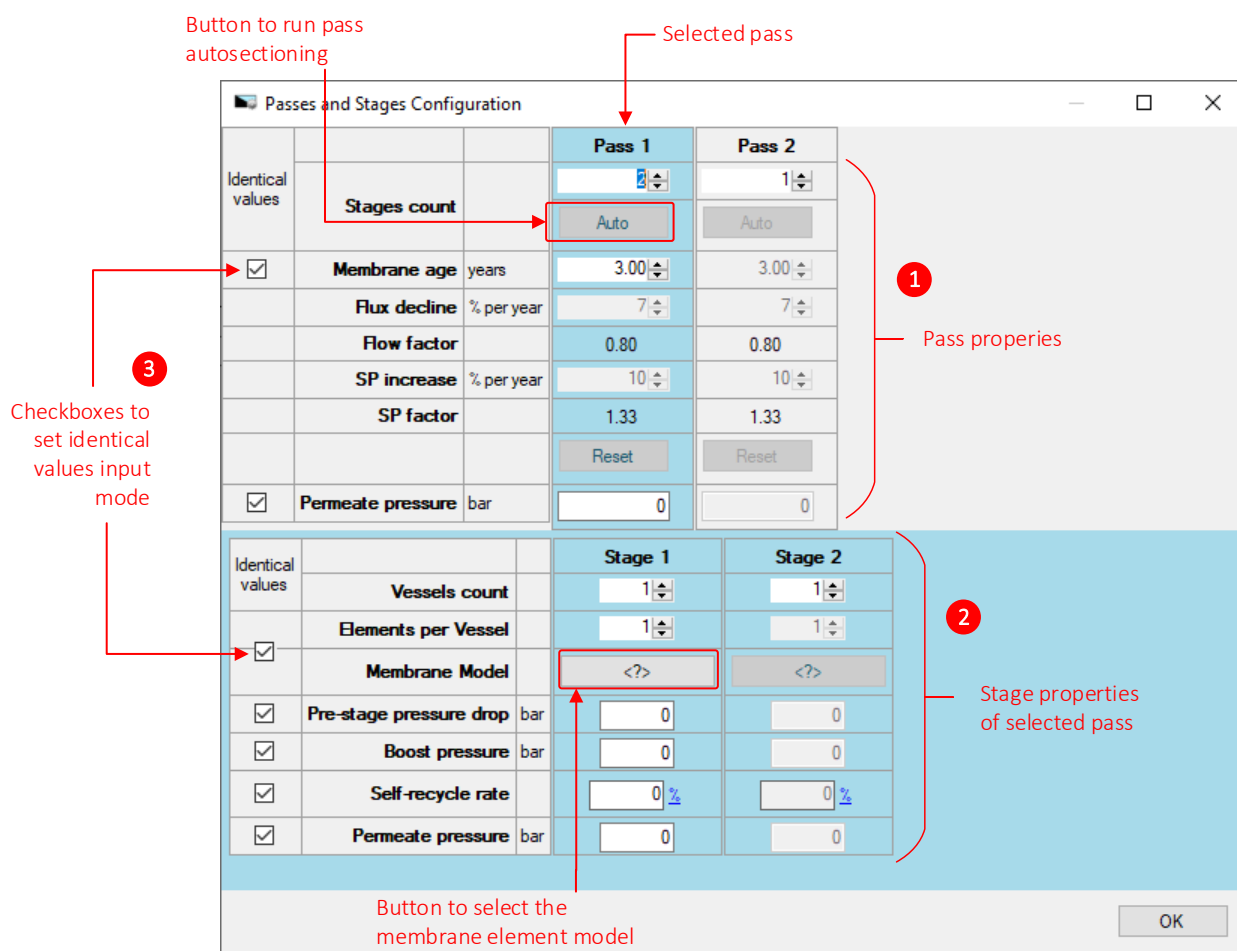 Button to run pass
autosectioning
Selected pass
Passes and Stages Configuration
Pass 1 Pass 2
Identical
values
Stages count 2 1
Auto Auto
Membrane age years 3.00 3.00
Flux decline % per year 7 7
Flow factor 0.80 0.80
SP increase % per year 10 10
SP factor 1.33 1.33
Reset Reset
Permeate pressure bar 0 0
1
Pass properies
3
Checkboxes to
set identical
values input
mode
Identical
values
Stage 1 Stage 2
Vessels count 1 1
Elements per Vessel 1 1
Membrane Model <?> <?>
Pre-stage pressure drop bar 0 0
Boost pressure bar 0 0
Self-recycle rate 0 % 0 %
Permeate pressure bar 0 0
2
Stage properties
of selected pass
Button to select the
membrane element model
OK